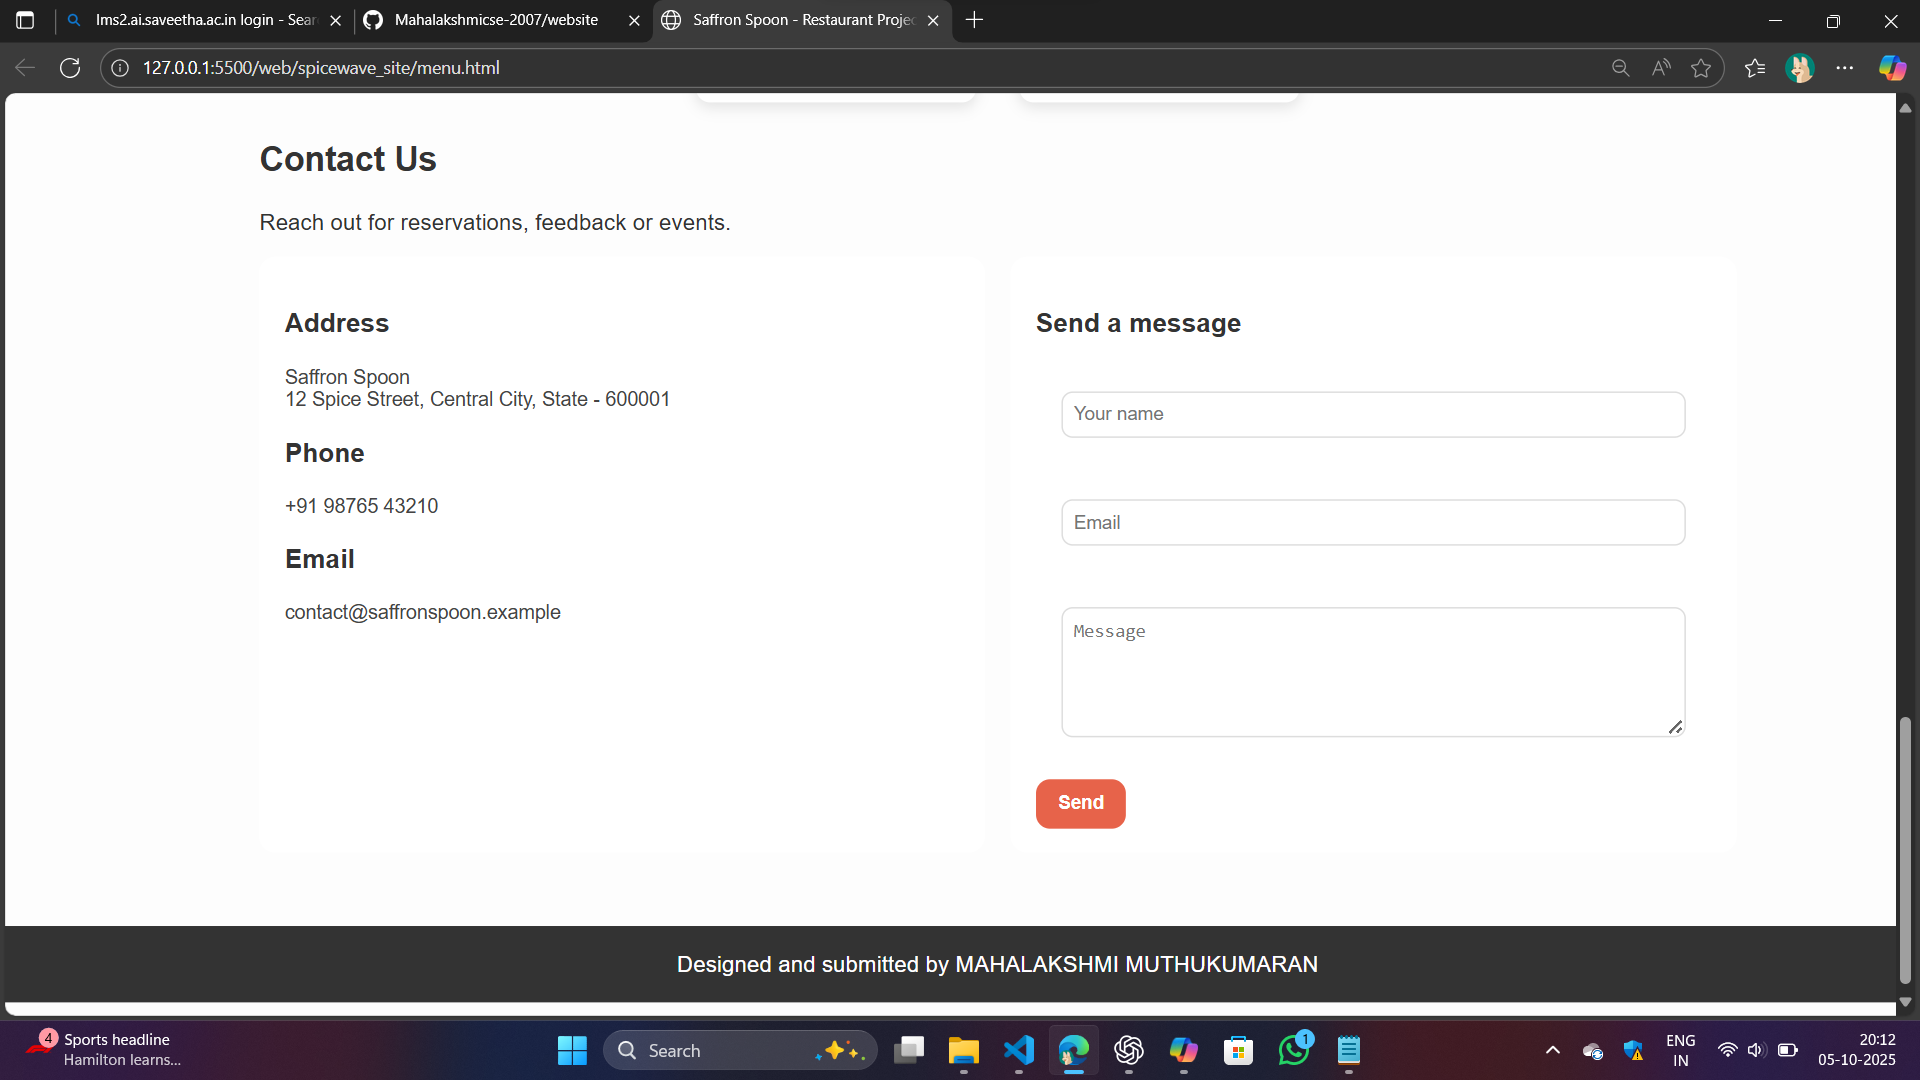 lms2.ai.saveetha.ac.in login - Sear
Mahalakshmicse-2007/website
Saffron Spoon - Restaurant Projec
127.0.0.1:5500/web/spicewave_site/menu.html
Contact Us
Reach out for reservations, feedback or events.
Address
Saffron Spoon
12 Spice Street, Central City, State - 600001
Phone
+91 98765 43210
Email
contact@saffronspoon.example
Send a message
Your name
Email
Message
Send
Designed and submitted by MAHALAKSHMI MUTHUKUMARAN
4
Sports headline
Hamilton learns...
Search
1
ENG
IN
20:12
05-10-2025